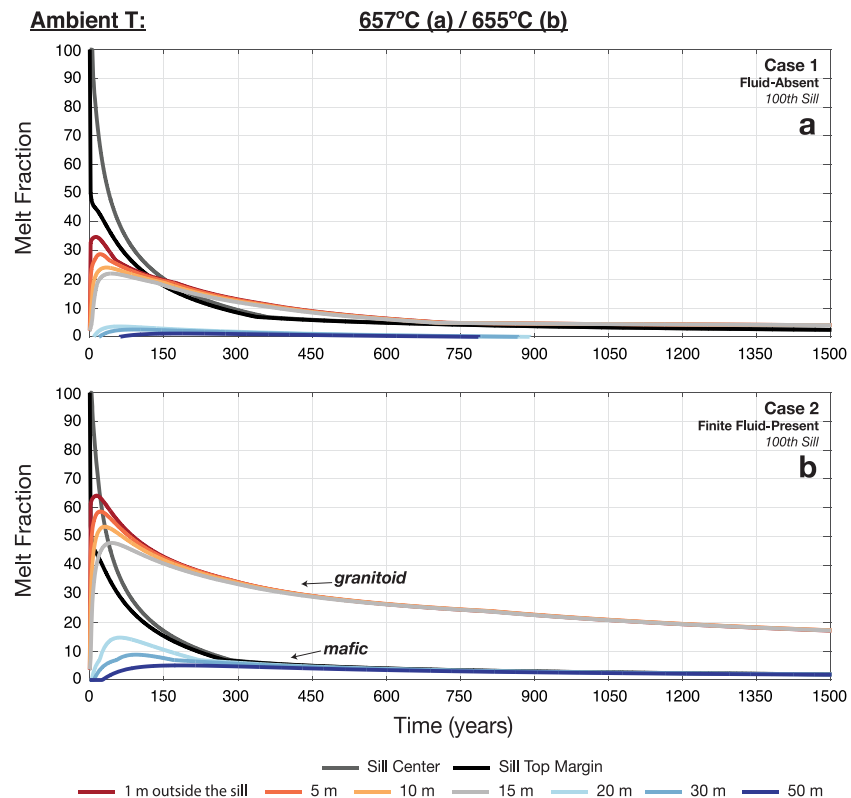 Ambient T: 657ºC (a) / 655ºC (b)
Case 1
Fluid-Absent
100th Sill
a
Melt Fraction
100
90
80
70
60
50
40
30
20
10
0
0 150 300 450 600 750 900 1050 1200 1350 1500
Case 2
Finite Fluid-Present
100th Sill
b
Melt Fraction
100
90
80
70
60
50
40
30
20
10
0
granitoid
mafic
0 150 300 450 600 750 900 1050 1200 1350 1500
Time (years)
Sill Center Sill Top Margin
1 m outside the sill 5 m 10 m 15 m 20 m 30 m 50 m